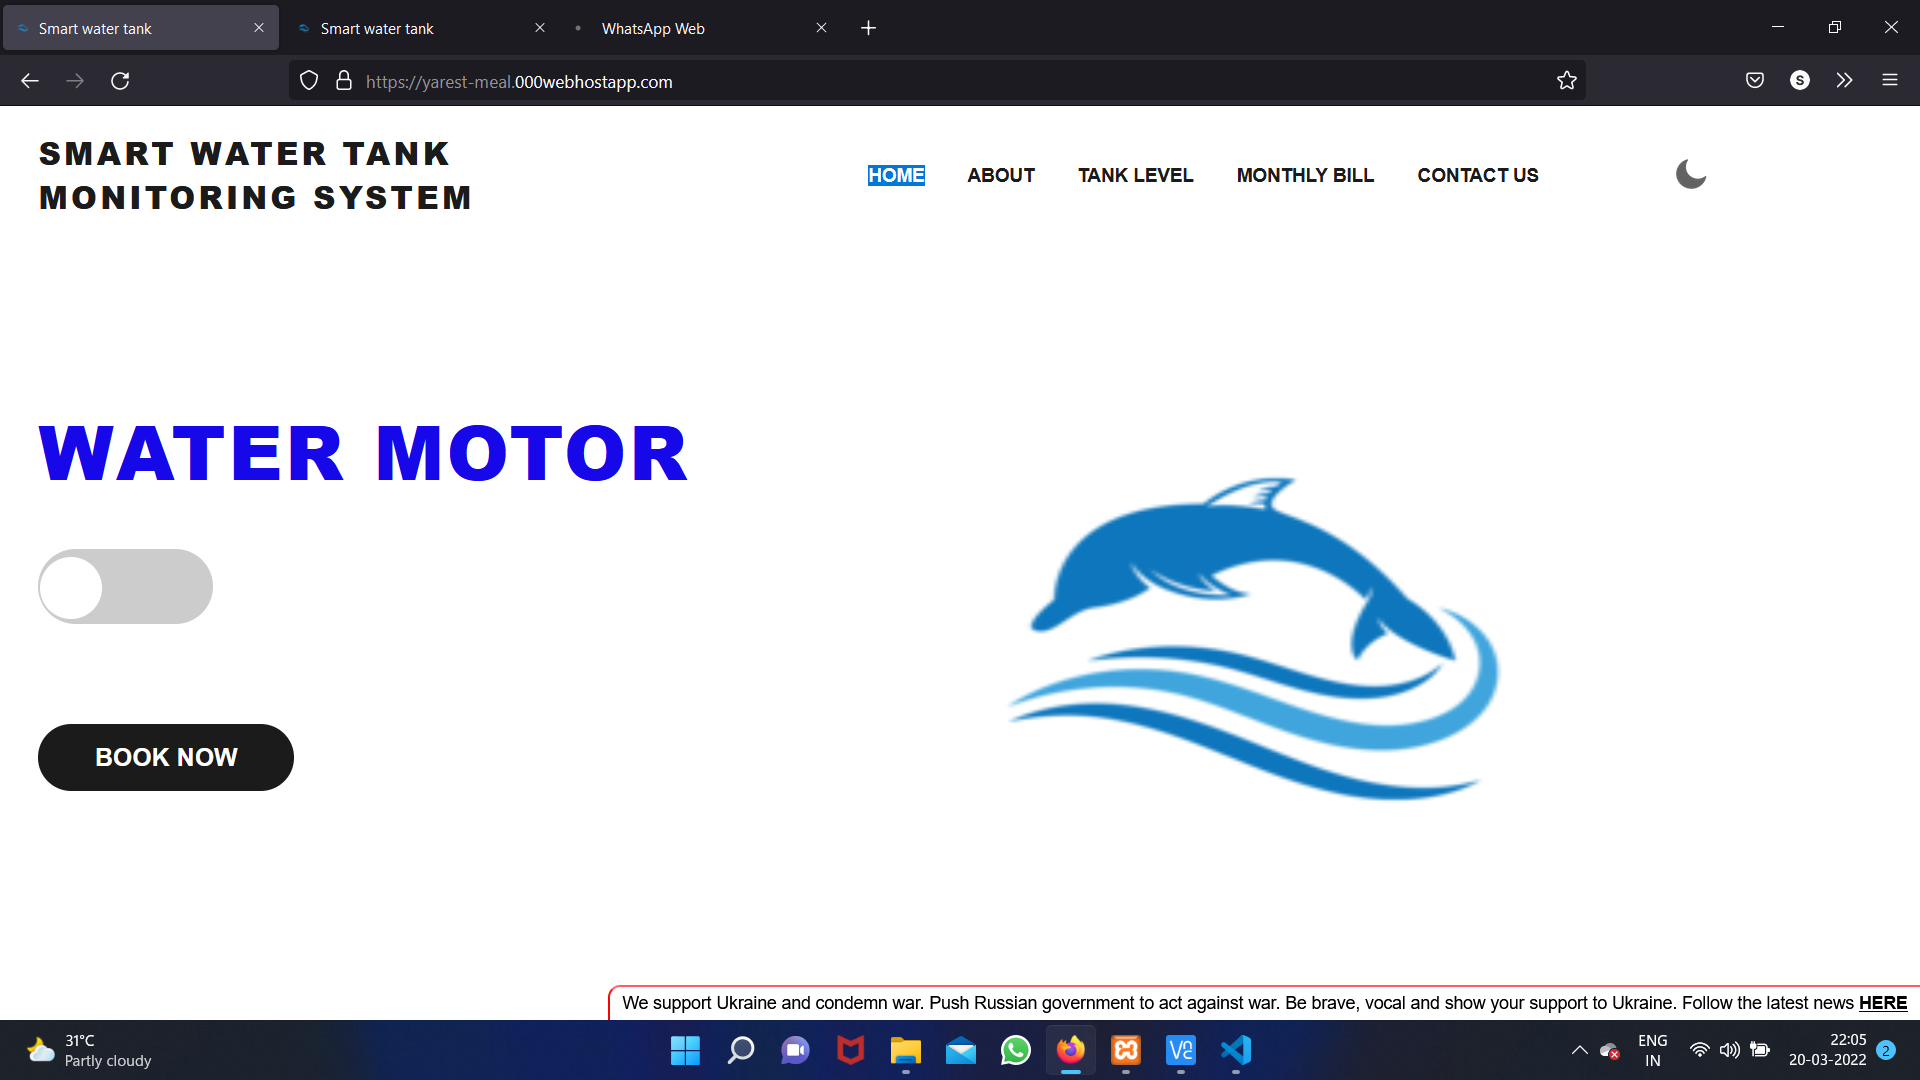 Smart water tank
Smart water tank
WhatsApp Web
https://yarest-meal.000webhostapp.com
S
SMART WATER TANK
MONITORING SYSTEM
HOME
ABOUT
TANK LEVEL
MONTHLY BILL
CONTACT US
WATER MOTOR
BOOK NOW
We support Ukraine and condemn war. Push Russian government to act against war. Be brave, vocal and show your support to Ukraine. Follow the latest news HERE
31°C
Partly cloudy
ENG
IN
22:05
20-03-2022
2